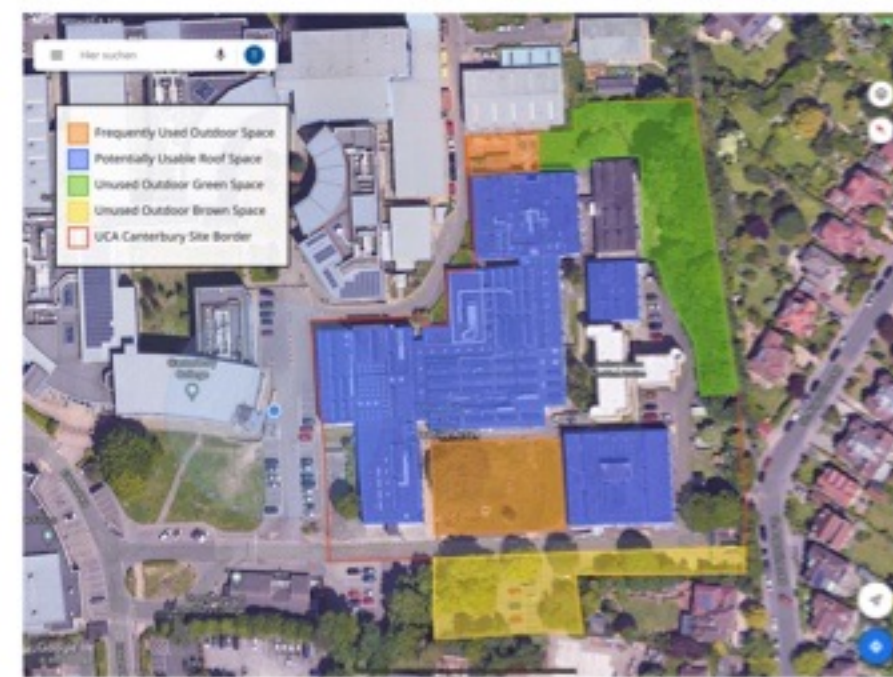 Hier suchen
Frequently Used Outdoor Space
Potentially Usable Roof Space
Unused Outdoor Green Space
Unused Outdoor Brown Space
UCA Canterbury Site Border
College